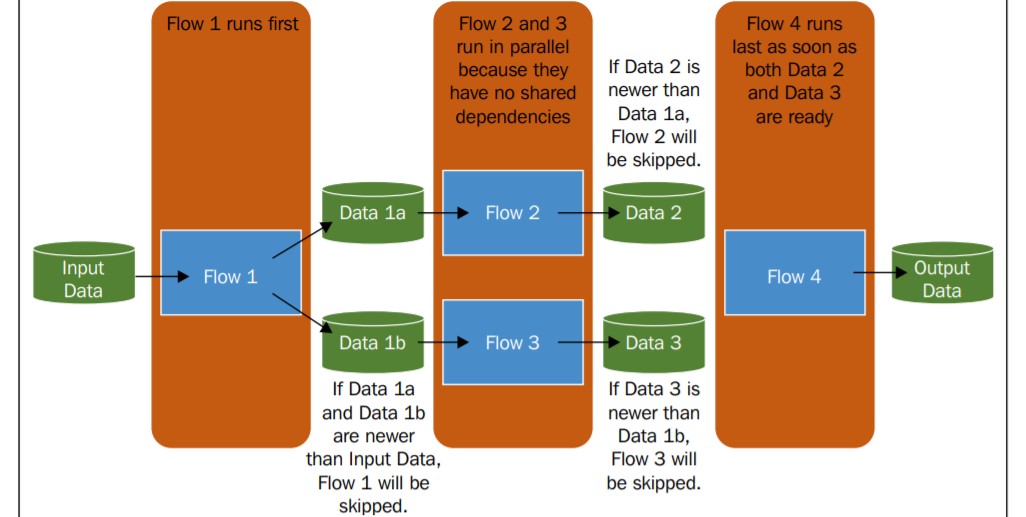 Flow 1 runs first
Flow 2 and 3
run in parallel
because they
have no shared
dependencies
If Data 2 is
newer than
Data 1a,
Flow 2 will
be skipped.
Flow 4 runs
last as soon as
both Data 2
and Data 3
are ready
Input
Data
Flow 1
Data 1a
Flow 2
Data 2
Data 1b
Flow 3
Data 3
Flow 4
Output
Data
If Data 1a
and Data 1b
are newer
than Input Data,
Flow 1 will be
skipped.
If Data 3 is
newer than
Data 1b,
Flow 3 will
be skipped.